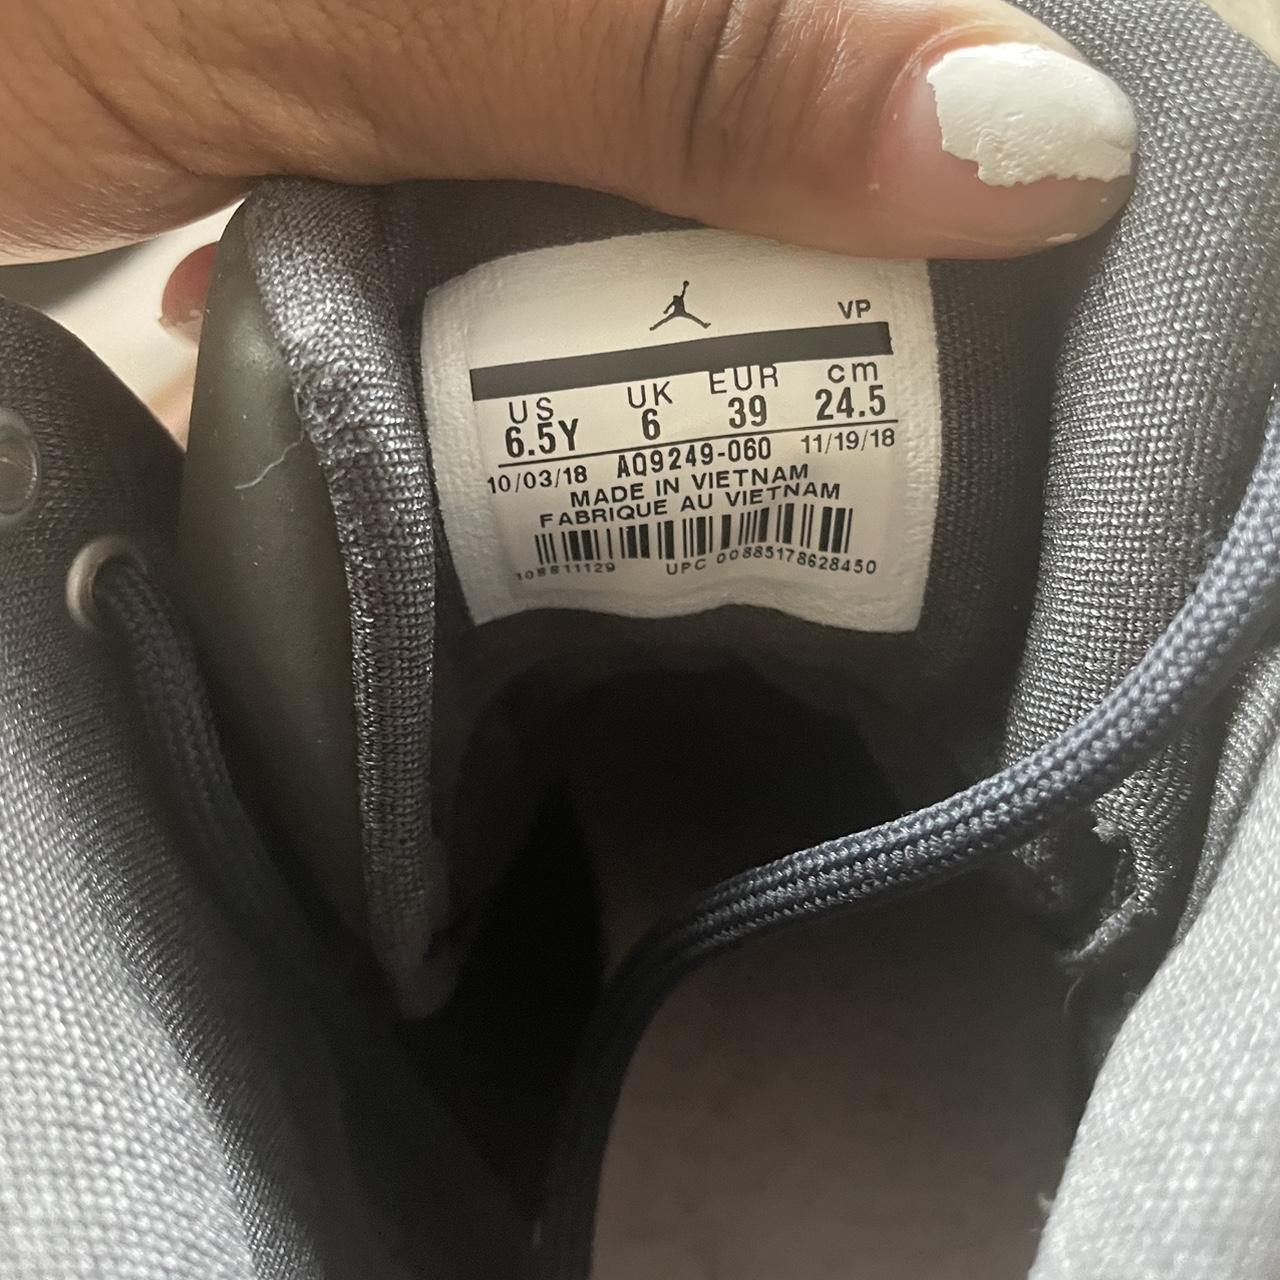 VP
US UK EUR cm
6.5Y 6 39 24.5
10/03/18 AQ9249-060 11/19/18
MADE IN VIETNAM
FABRIQUE AU VIETNAM
108811129 UPC 00885178628450